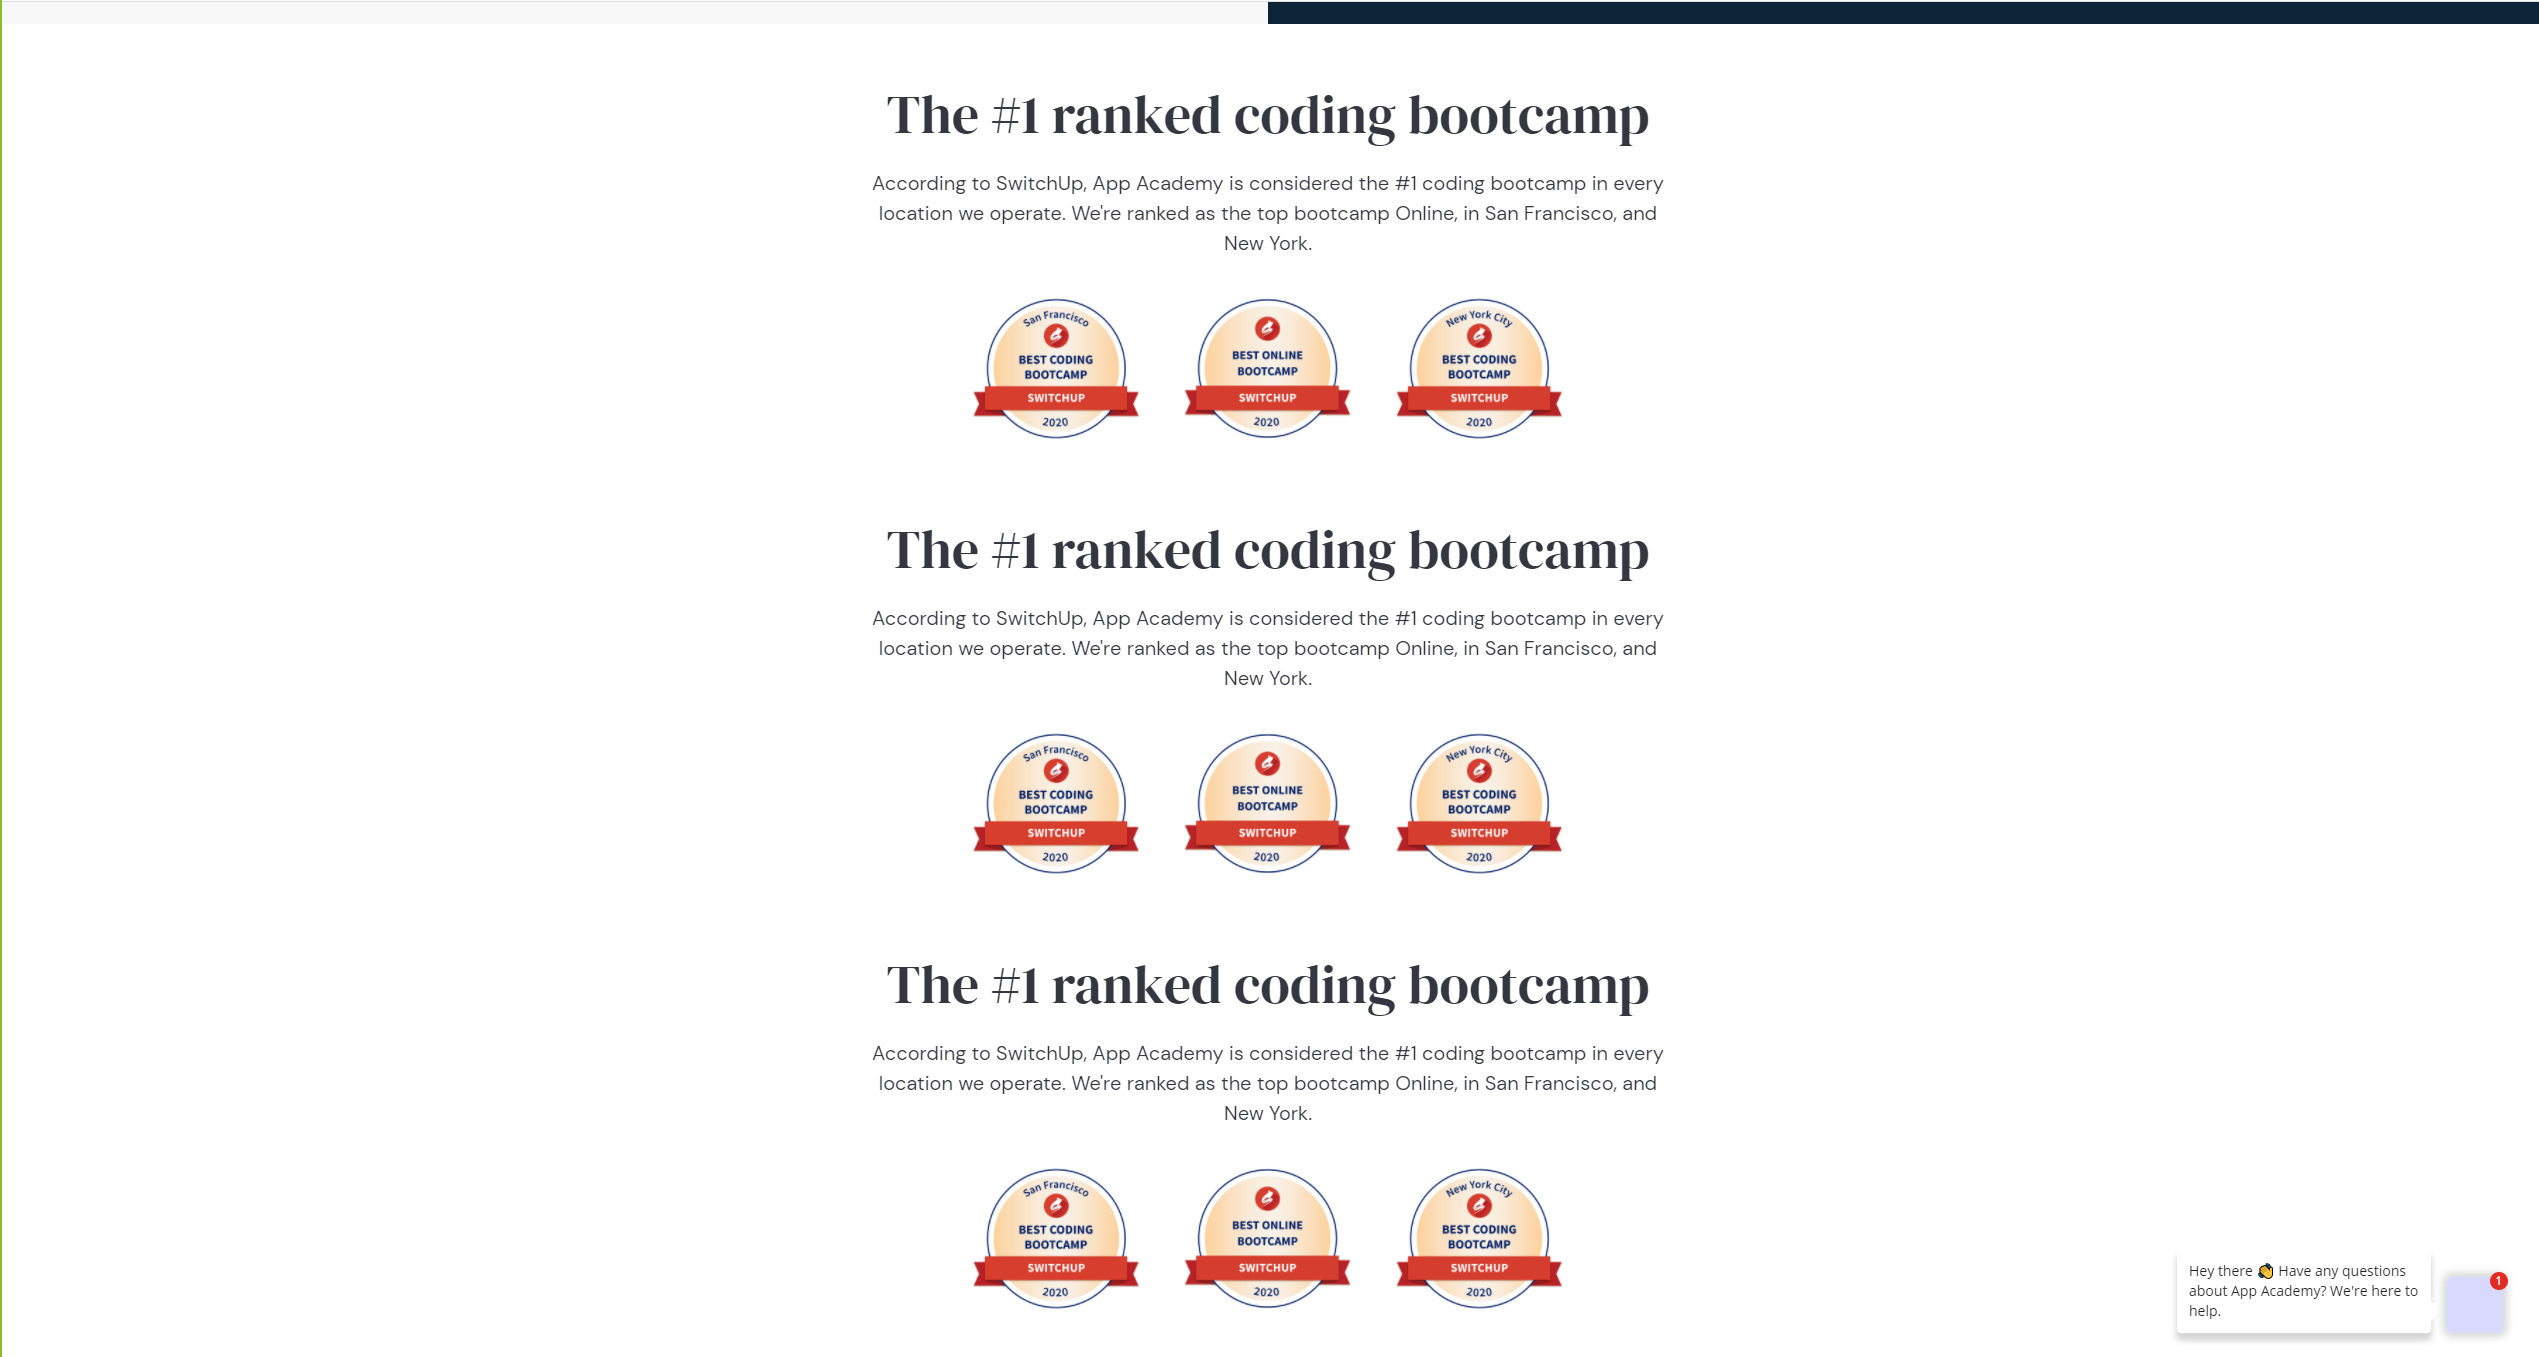 The #1 ranked coding bootcamp
According to SwitchUp, App Academy is considered the #1 coding bootcamp in every
location we operate. We're ranked as the top bootcamp Online, in San Francisco, and
New York.
San Francisco
BEST CODING
BOOTCAMP
SWITCHUP
2020
BEST ONLINE
BOOTCAMP
SWITCHUP
2020
New York City
BEST CODING
BOOTCAMP
SWITCHUP
2020
The #1 ranked coding bootcamp
According to SwitchUp, App Academy is considered the #1 coding bootcamp in every
location we operate. We're ranked as the top bootcamp Online, in San Francisco, and
New York.
San Francisco
BEST CODING
BOOTCAMP
SWITCHUP
2020
BEST ONLINE
BOOTCAMP
SWITCHUP
2020
New York City
BEST CODING
BOOTCAMP
SWITCHUP
2020
The #1 ranked coding bootcamp
According to SwitchUp, App Academy is considered the #1 coding bootcamp in every
location we operate. We're ranked as the top bootcamp Online, in San Francisco, and
New York.
San Francisco
BEST CODING
BOOTCAMP
SWITCHUP
2020
BEST ONLINE
BOOTCAMP
SWITCHUP
2020
New York City
BEST CODING
BOOTCAMP
SWITCHUP
2020
Hey there 👋 Have any questions
about App Academy? We're here to
help.
1